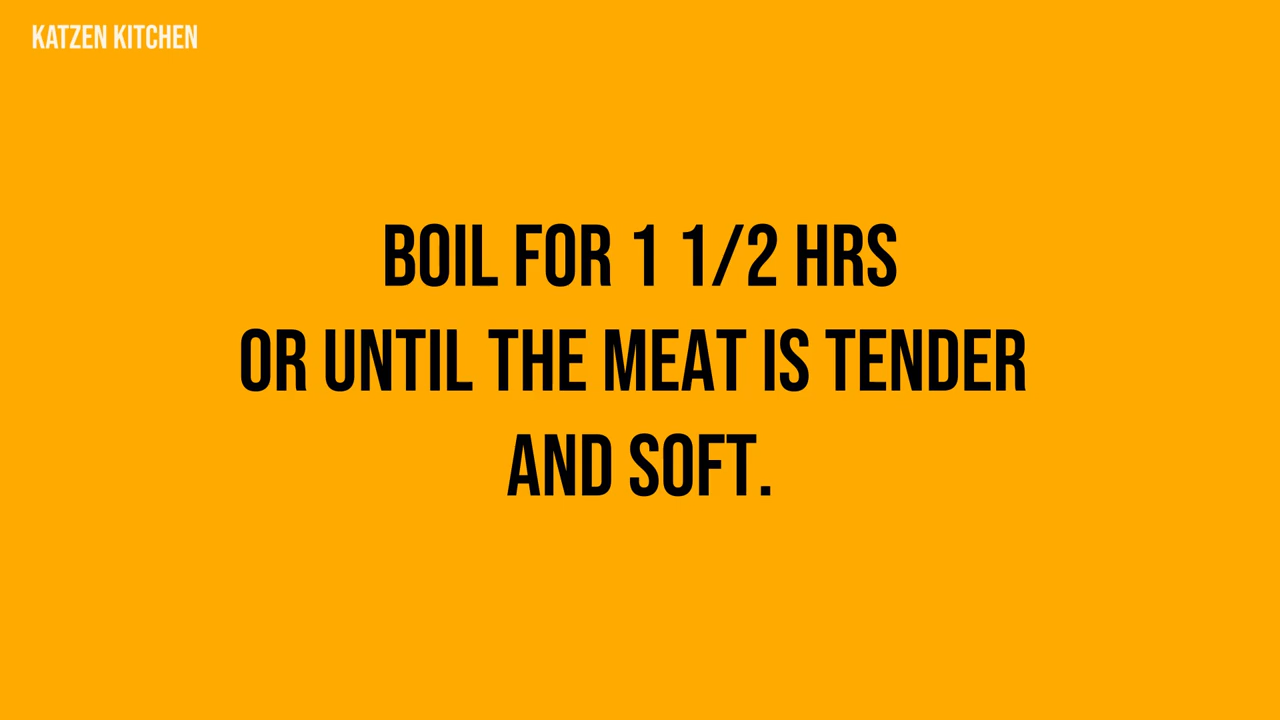 KATZEN KITCHEN
BOIL FOR 1 1/2 HRS
OR UNTIL THE MEAT IS TENDER
AND SOFT.